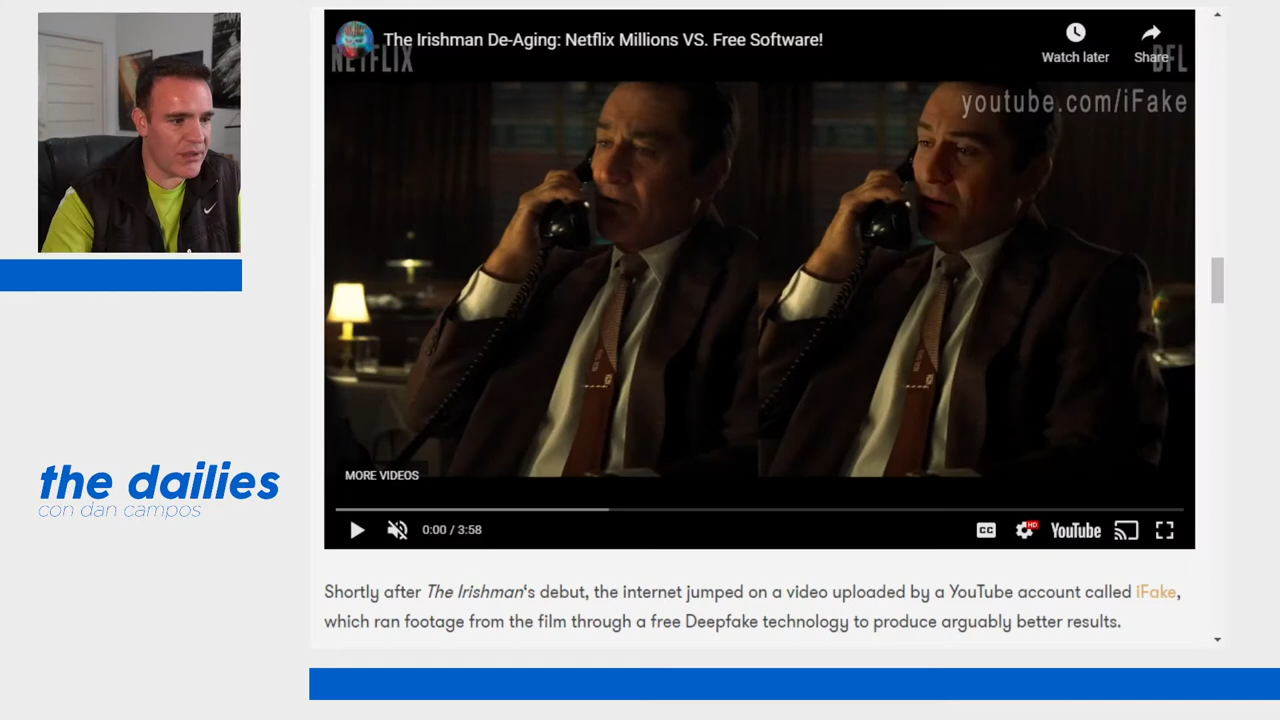 The Irishman De-Aging: Netflix Millions VS. Free Software!
Watch later
Share
NETFLIX
DFL
youtube.com/iFake
MORE VIDEOS
0:00 / 3:58
CC
HD
YouTube
the dailies
con dan campos
Shortly after The Irishman‘s debut, the internet jumped on a video uploaded by a YouTube account called iFake,
which ran footage from the film through a free Deepfake technology to produce arguably better results.